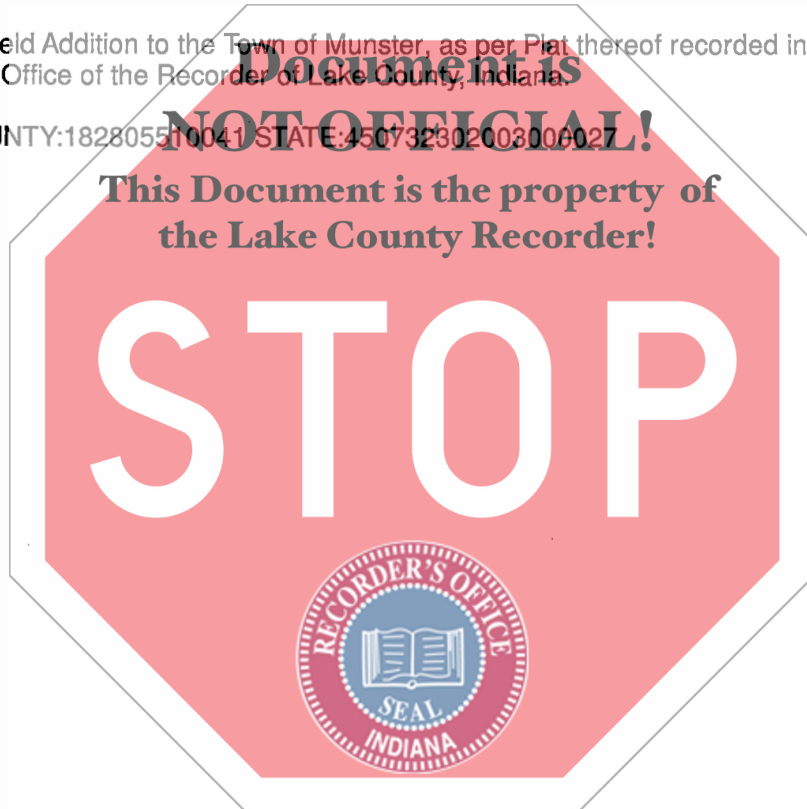 eld Addition to the Town of Munster, as per Plat thereof recorded in
Document is
Office of the Recorder of Lake County, Indiana.
NTY:182805510041 STATE:450732302003000027
NOT OFFICIAL!
This Document is the property of
the Lake County Recorder!
STOP
RECORDER'S OFFICE
SEAL
INDIANA